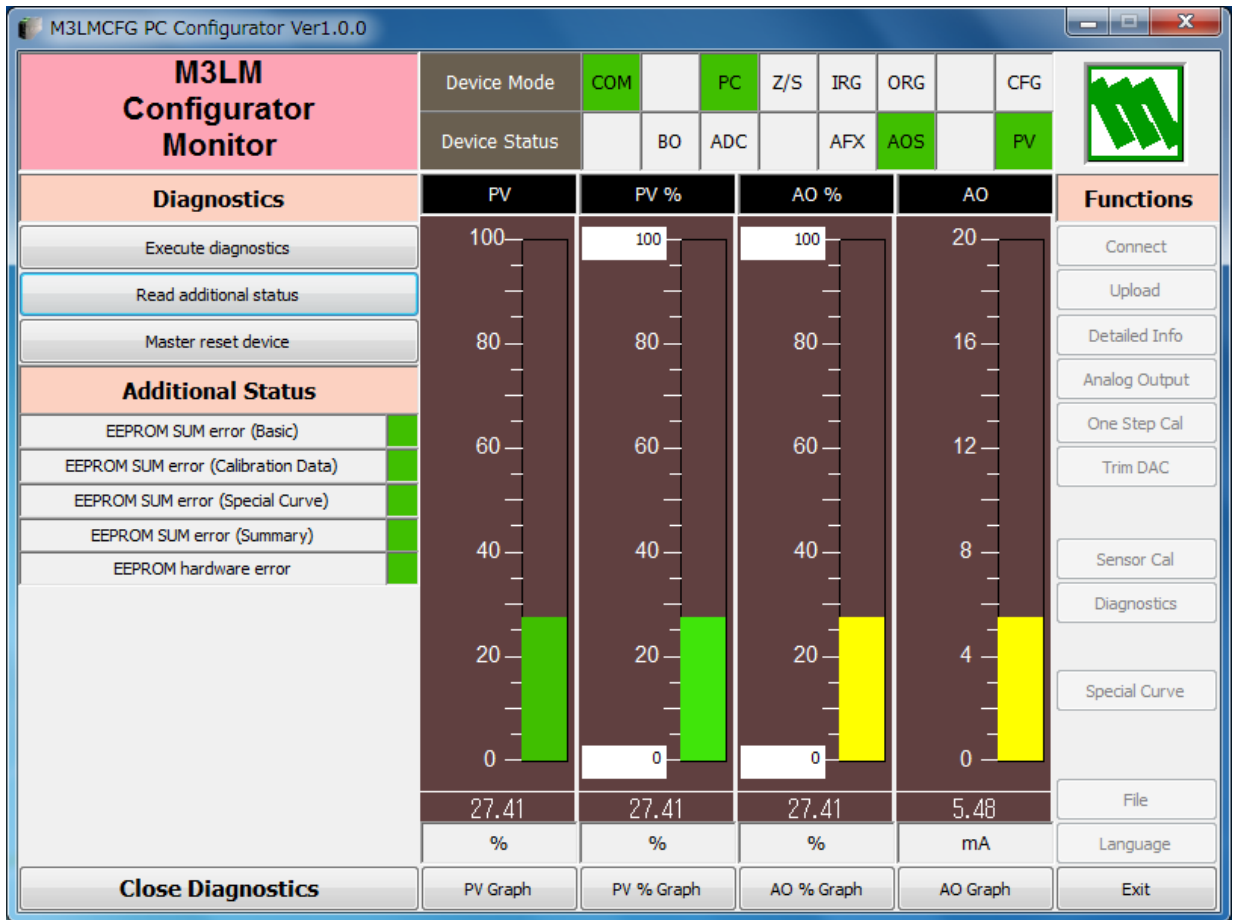 M3LMCFG PC Configurator Ver1.0.0
M3LM
Configurator
Monitor
Device Mode
COM
PC
Z/S
IRG
ORG
CFG
Device Status
BO
ADC
AFX
AOS
PV
Diagnostics
Execute diagnostics
Read additional status
Master reset device
Additional Status
EEPROM SUM error (Basic)
EEPROM SUM error (Calibration Data)
EEPROM SUM error (Special Curve)
EEPROM SUM error (Summary)
EEPROM hardware error
Close Diagnostics
PV
100
80
60
40
20
0
27.41
%
PV Graph
PV %
100
80
60
40
20
0
27.41
%
PV % Graph
AO %
100
80
60
40
20
0
27.41
%
AO % Graph
AO
20
16
12
8
4
0
5.48
mA
AO Graph
Functions
Connect
Upload
Detailed Info
Analog Output
One Step Cal
Trim DAC
Sensor Cal
Diagnostics
Special Curve
File
Language
Exit